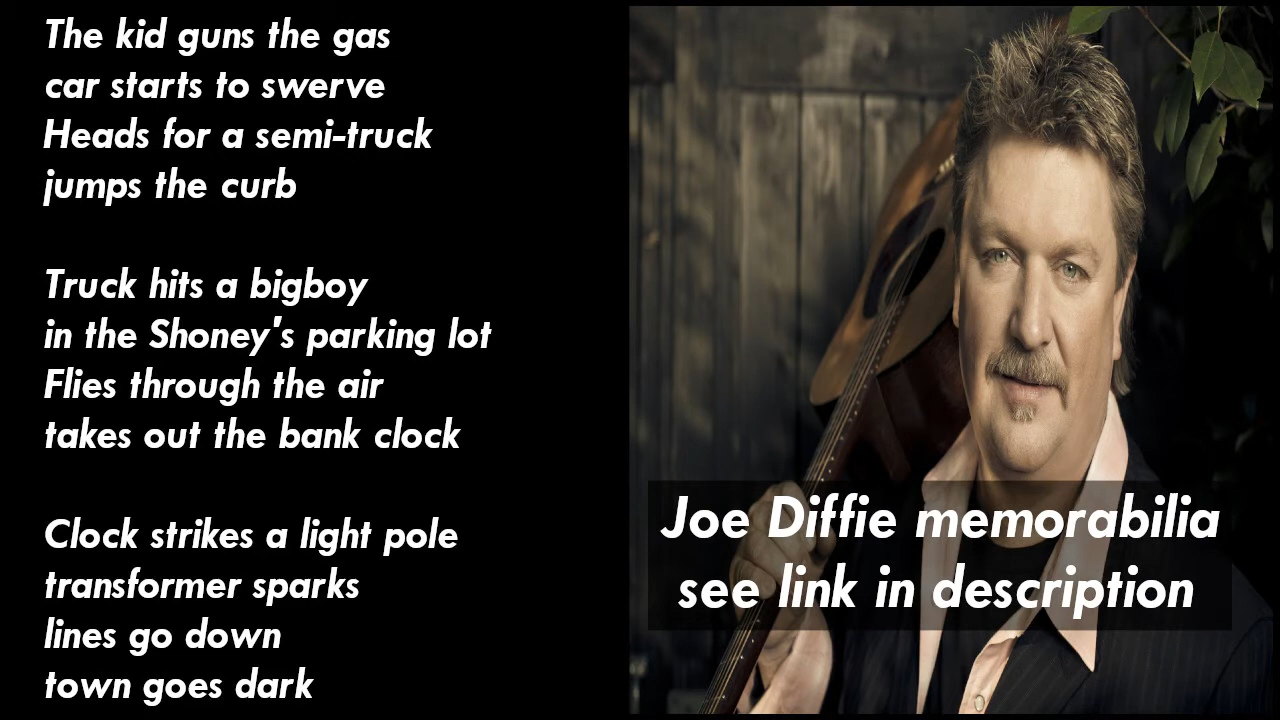 The kid guns the gas
car starts to swerve
Heads for a semi-truck
jumps the curb
Truck hits a bigboy
in the Shoney's parking lot
Flies through the air
takes out the bank clock
Clock strikes a light pole
transformer sparks
lines go down
town goes dark
Joe Diffie memorabilia
see link in description